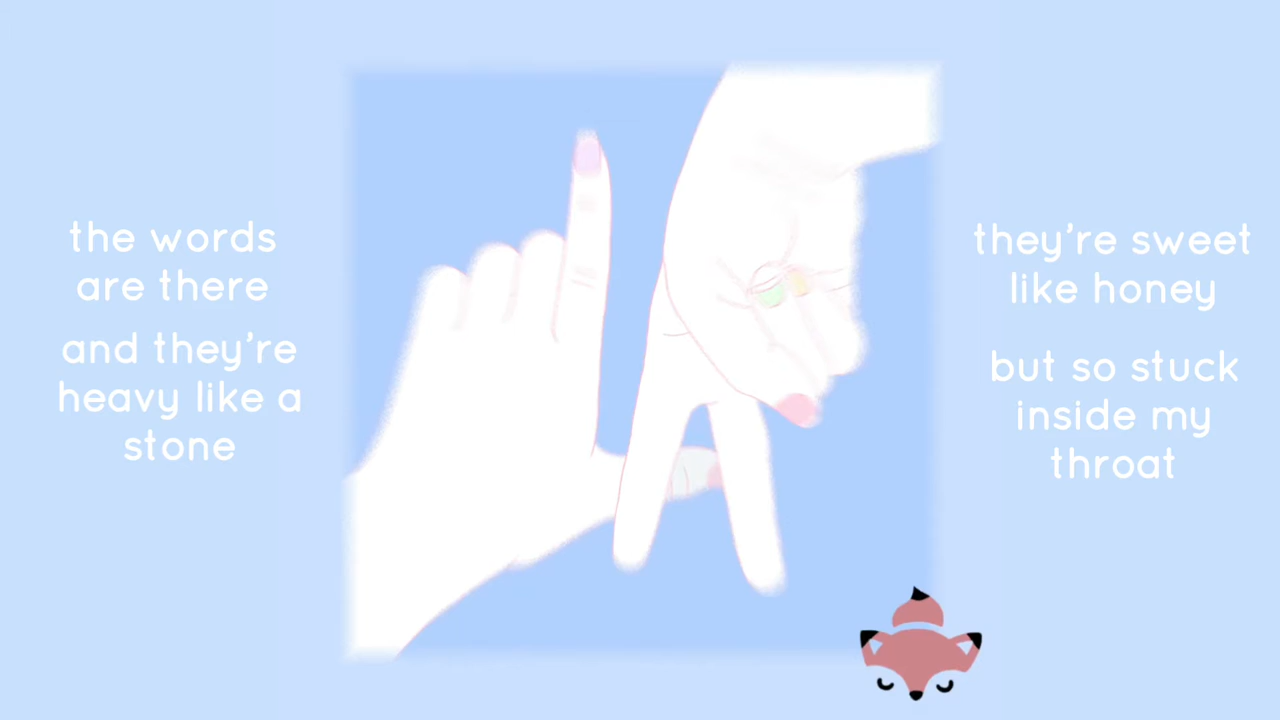 the words
are there
and they're
heavy like a
stone
they're sweet
like honey
but so stuck
inside my
throat